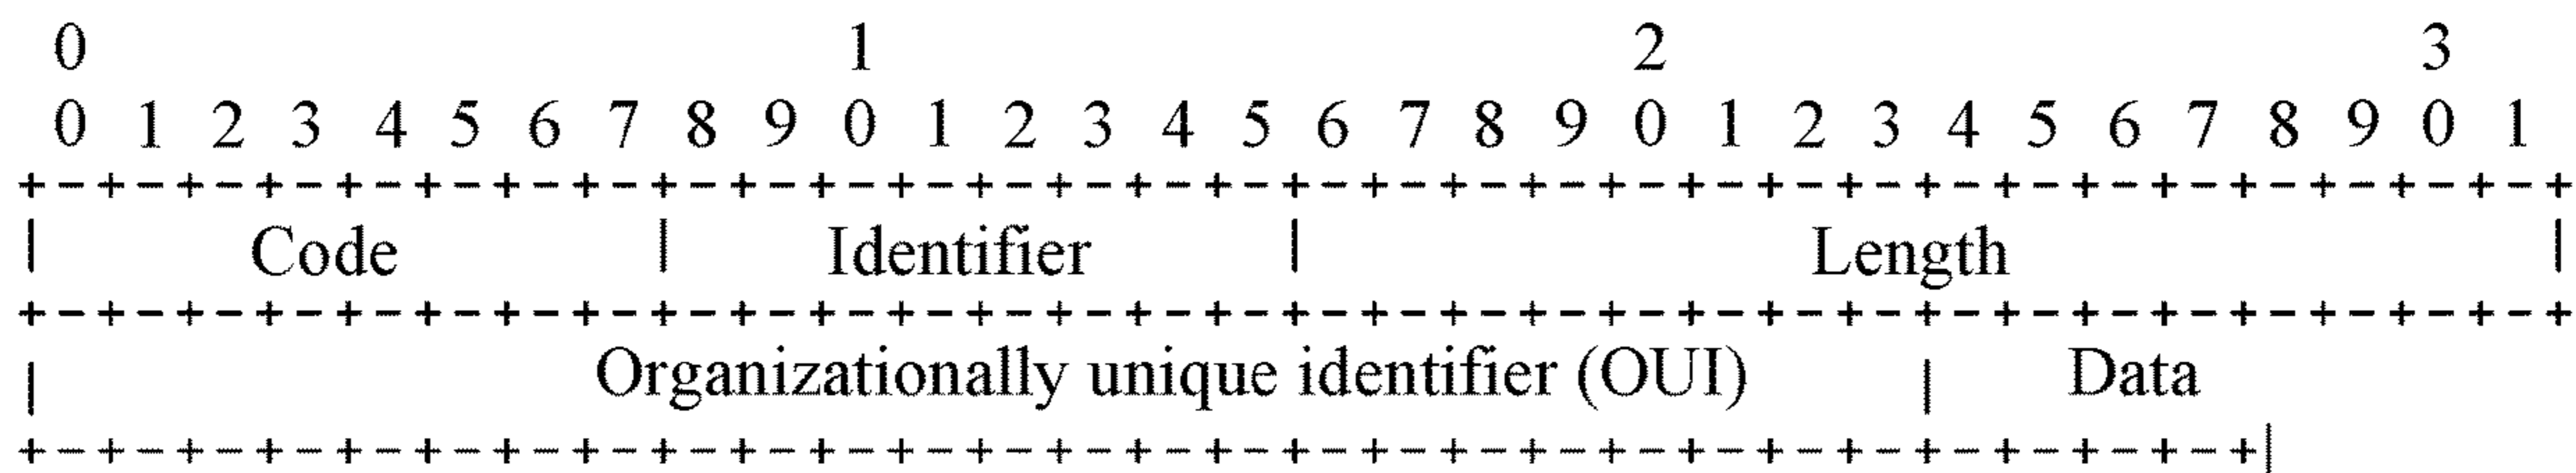 0 1 2 3
0 1 2 3 4 5 6 7 8 9 0 1 2 3 4 5 6 7 8 9 0 1 2 3 4 5 6 7 8 9 0 1
+-+-+-+-+-+-+-+-+-+-+-+-+-+-+-+-+-+-+-+-+-+-+-+-+-+-+-+-+-+-+-+-+
| Code | Identifier | Length |
+-+-+-+-+-+-+-+-+-+-+-+-+-+-+-+-+-+-+-+-+-+-+-+-+-+-+-+-+-+-+-+-+
| Organizationally unique identifier (OUI) | Data
+-+-+-+-+-+-+-+-+-+-+-+-+-+-+-+-+-+-+-+-+-+-+-+-+-+-+-+-+-+|